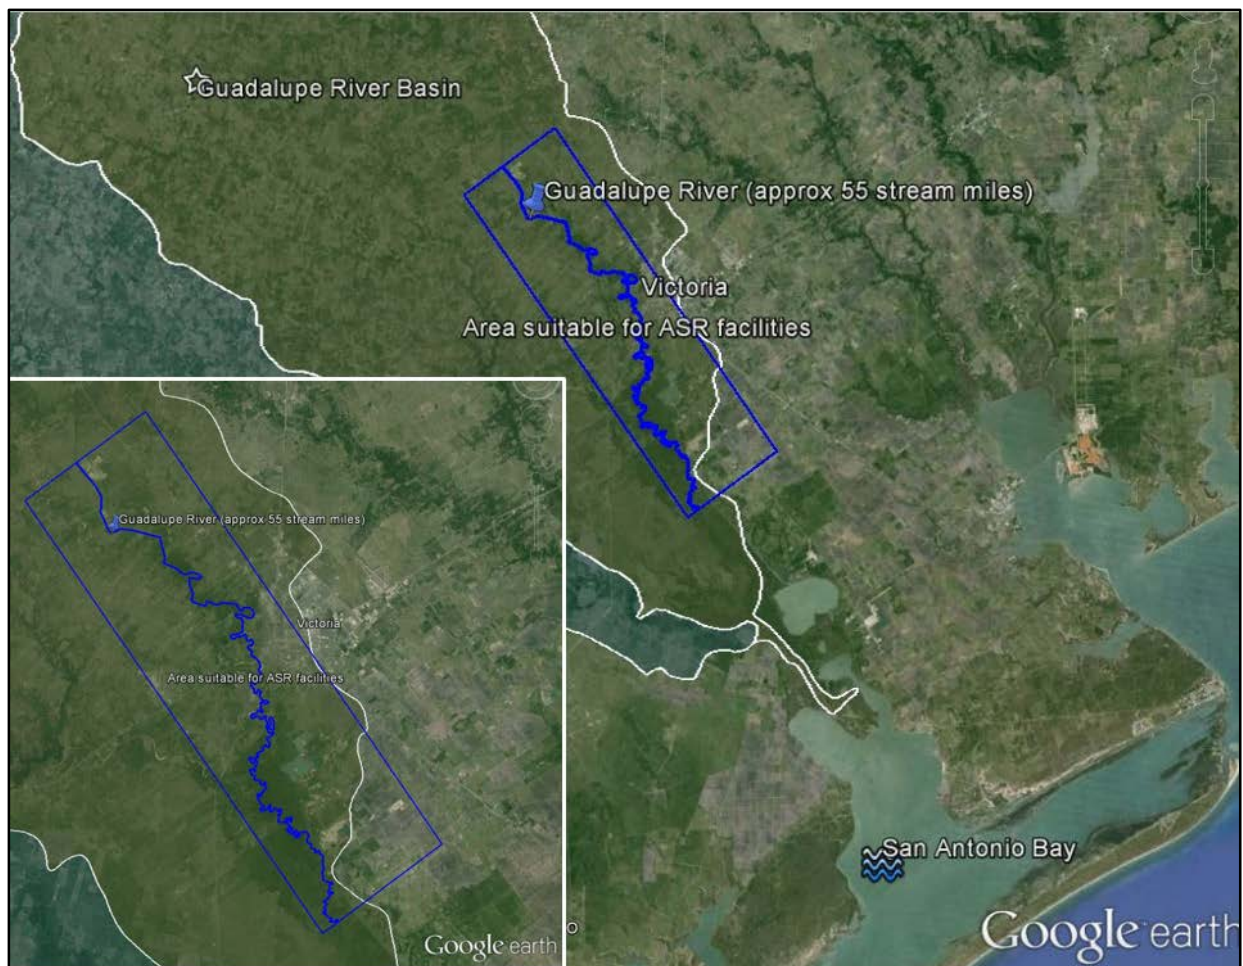 Guadalupe River Basin
Guadalupe River (approx 55 stream miles)
Victoria
Area suitable for ASR facilities
Guadalupe River (approx 55 stream miles)
Victoria
Area suitable for ASR facilities
Google earth
San Antonio Bay
Google earth